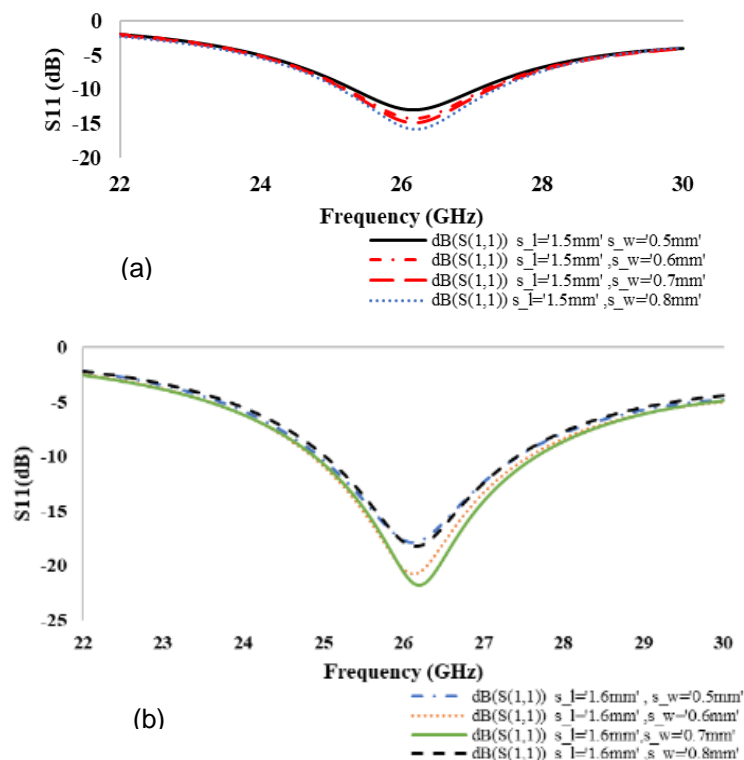 0
-5
-10
-15
-20
S11 (dB)
22 24 26 28 30
Frequency (GHz)
dB(S(1,1)) s_l='1.5mm' s_w='0.5mm'
dB(S(1,1)) s_l='1.5mm' ,s_w='0.6mm'
dB(S(1,1)) s_l='1.5mm' ,s_w='0.7mm'
dB(S(1,1)) s_l='1.5mm' ,s_w='0.8mm'
(a)
0
-5
-10
-15
-20
-25
S11(dB)
22 23 24 25 26 27 28 29 30
Frequency (GHz)
dB(S(1,1)) s_l='1.6mm' , s_w='0.5mm'
dB(S(1,1)) s_l='1.6mm' ,s_w='0.6mm'
dB(S(1,1)) s_l='1.6mm',s_w='0.7mm'
dB(S(1,1)) s_l='1.6mm' ,s_w='0.8mm'
(b)